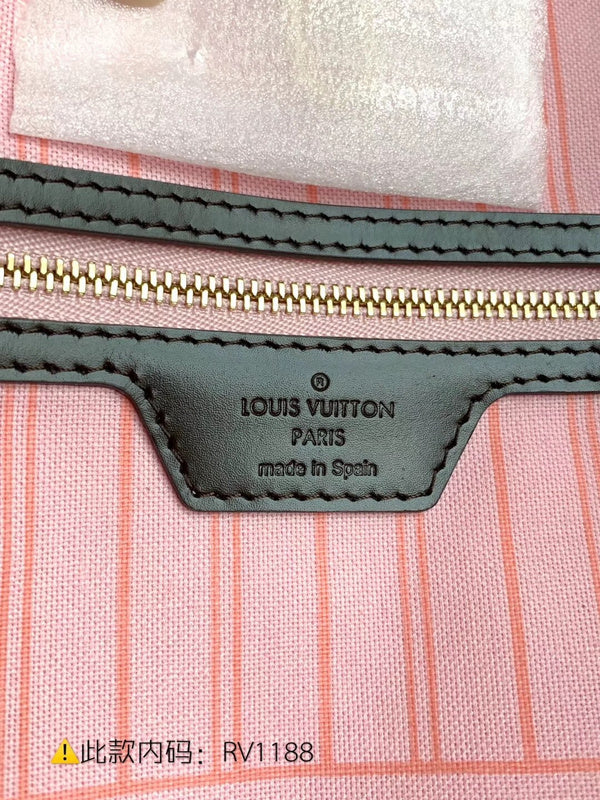 ®
LOUIS VUITTON
PARIS
made in Spain
⚠️此款内码：RV1188